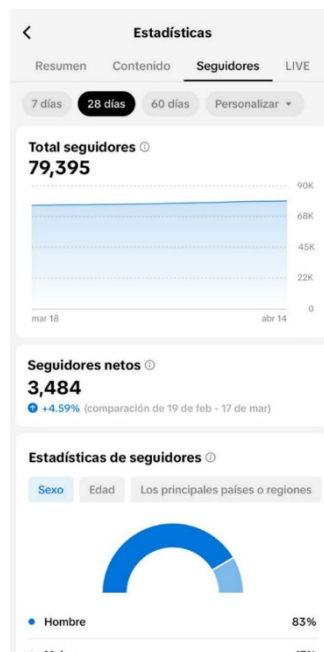 Estadísticas
Resumen Contenido Seguidores LIVE
7 días 28 días 60 días Personalizar
Total seguidores
79,395
90K
68K
45K
22K
0
mar 18 abr 14
Seguidores netos
3,484
+4.59% (comparación de 19 de feb - 17 de mar)
Estadísticas de seguidores
Sexo Edad Los principales países o regiones
Hombre 83%